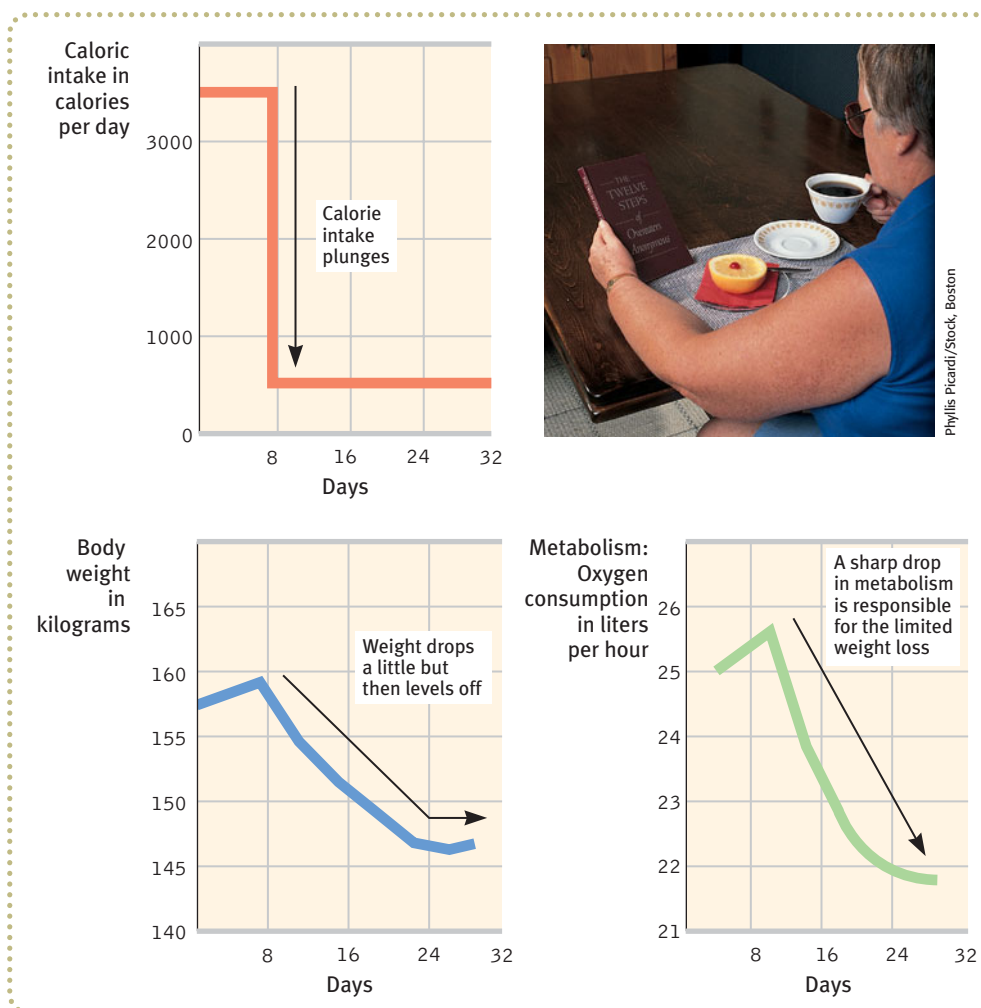 Caloric
intake in
calories
per day
3000
2000
1000
0
Calorie
intake
plunges
8 16 24 32
Days
THE
TWELVE
STEPS
of
Overeaters
Anonymous
Phyllis Picardi/Stock, Boston
Body
weight
in
kilograms
165
160
155
150
145
140
Weight drops
a little but
then levels off
8 16 24 32
Days
Metabolism:
Oxygen
consumption
in liters
per hour
26
25
24
23
22
21
A sharp drop
in metabolism
is responsible
for the limited
weight loss
8 16 24 32
Days